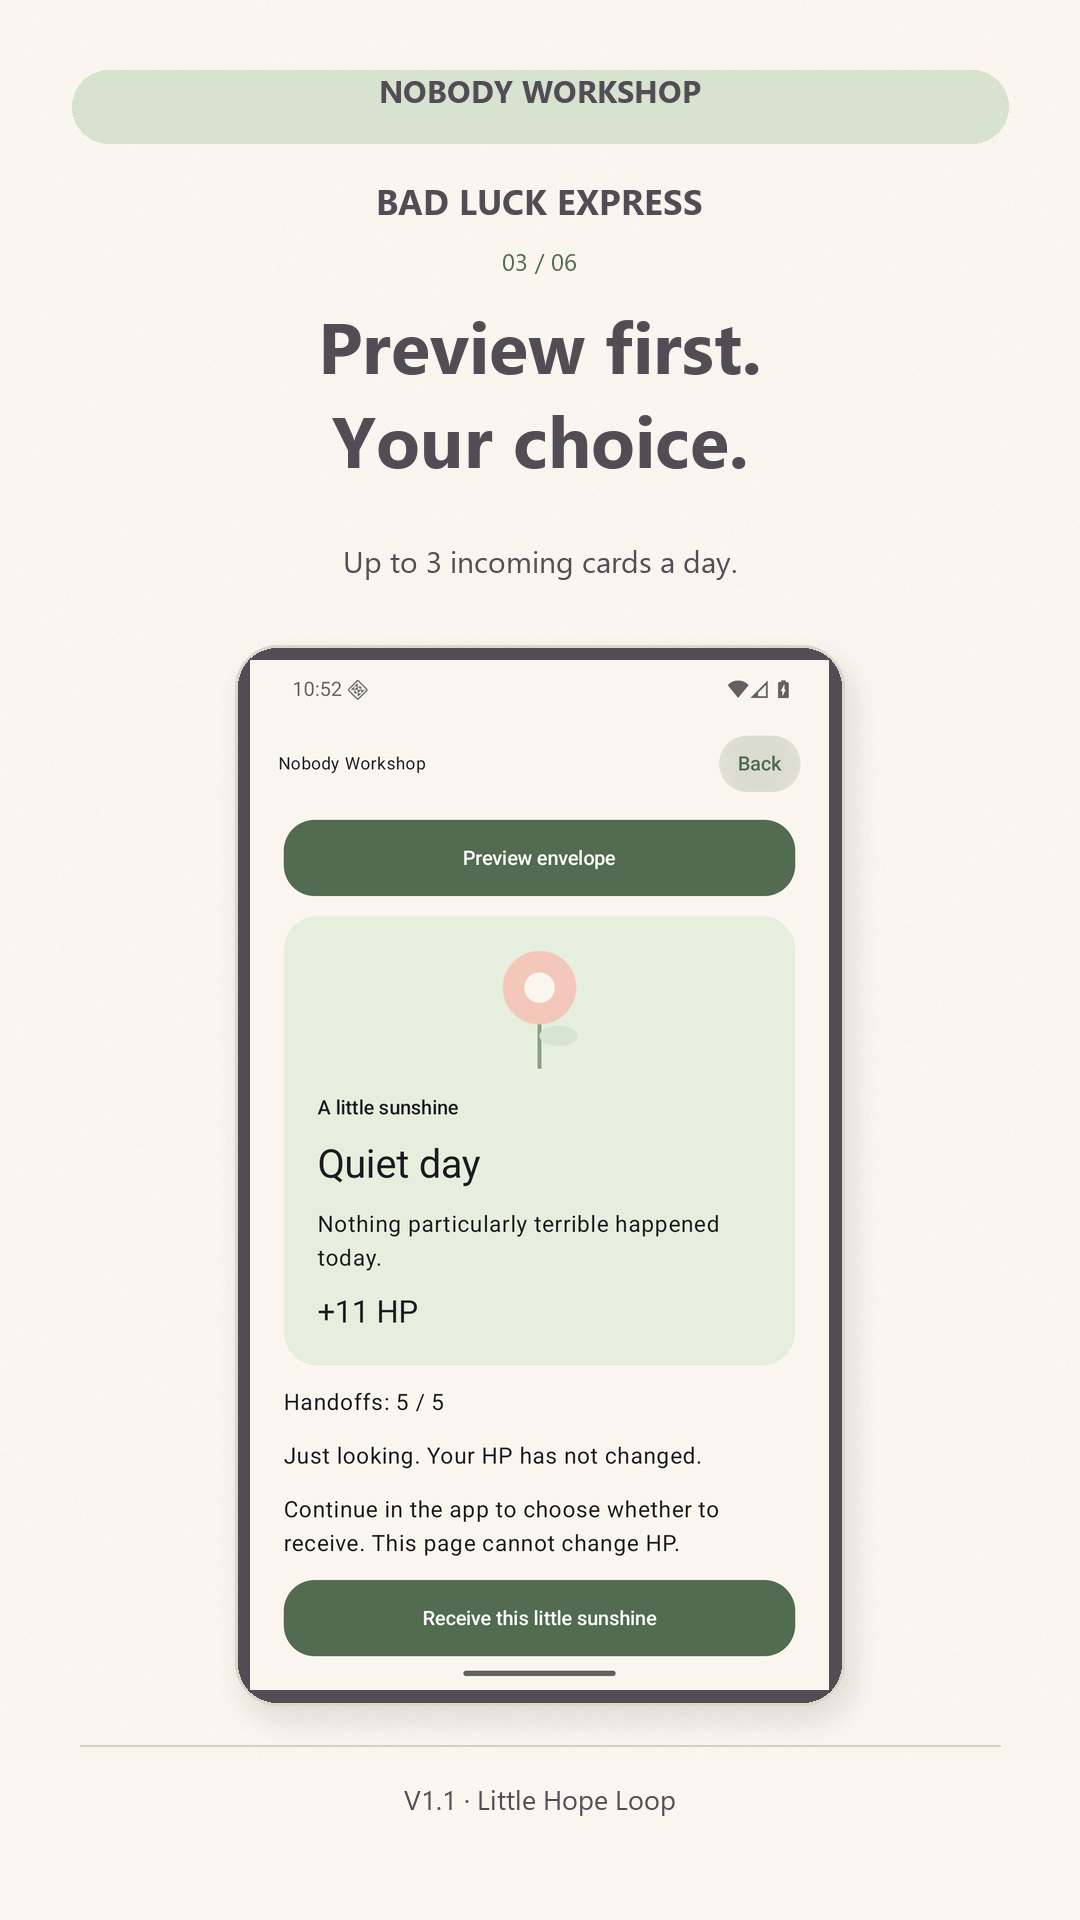 NOBODY WORKSHOP
BAD LUCK EXPRESS
03 / 06
Preview first.
Your choice.
Up to 3 incoming cards a day.
10:52
Nobody Workshop
Back
Preview envelope
A little sunshine
Quiet day
Nothing particularly terrible happened
today.
+11 HP
Handoffs: 5 / 5
Just looking. Your HP has not changed.
Continue in the app to choose whether to
receive. This page cannot change HP.
Receive this little sunshine
V1.1 · Little Hope Loop